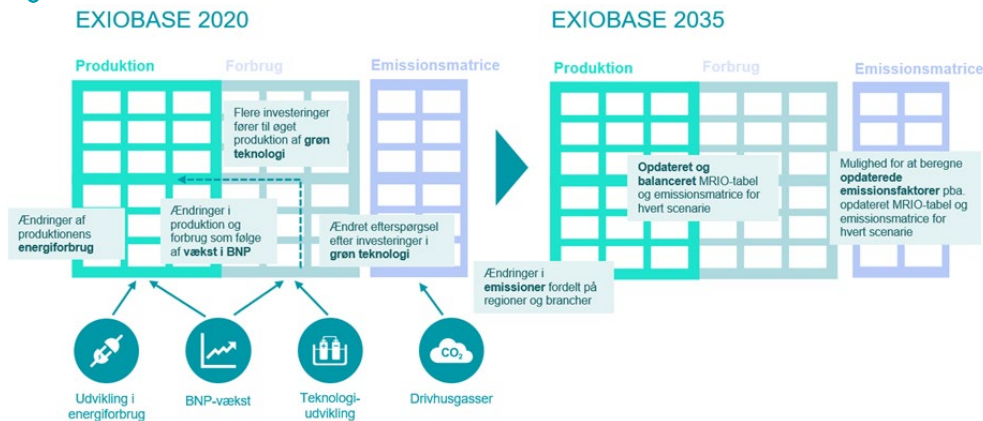 EXIOBASE 2020
Produktion
Forbrug
Emissionsmatrice
Flere investeringer
fører til øget
produktion af grøn
teknologi
Ændringer af
produktionens
energiforbrug
Ændringer i
produktion og
forbrug som følge
af vækst i BNP
Ændret efterspørgsel
efter investeringer i
grøn teknologi
Udvikling i
energiforbrug
BNP-vækst
Teknologi-
udvikling
CO₂
Drivhusgasser
EXIOBASE 2035
Produktion
Forbrug
Emissionsmatrice
Opdateret og
balanceret MRIO-tabel
og emissionsmatrice for
hvert scenarie
Mulighed for at beregne
opdaterede
emissionsfaktorer pba.
opdateret MRIO-tabel og
emissionsmatrice for
hvert scenarie
Ændringer i
emissioner fordelt på
regioner og brancher